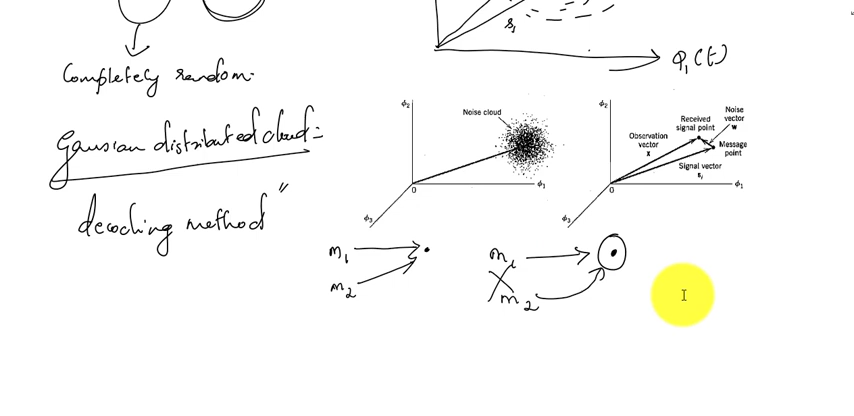 s₁
φ₁(t)
Completely random.
Gausian distributed cloud =
decoding method"
ϕ₂
Noise cloud
0
ϕ₁
ϕ₃
ϕ₂
Received
signal point
Noise
vector
w
Observation
vector
x
Message
point
Signal vector
sᵢ
0
ϕ₁
ϕ₃
m₁
m₂
m₁
m₂